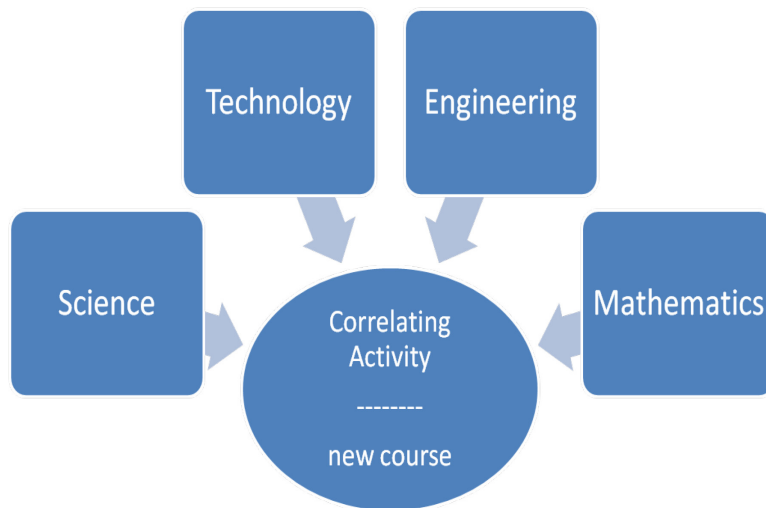 Technology
Engineering
Science
Mathematics
Correlating
Activity
--------
new course